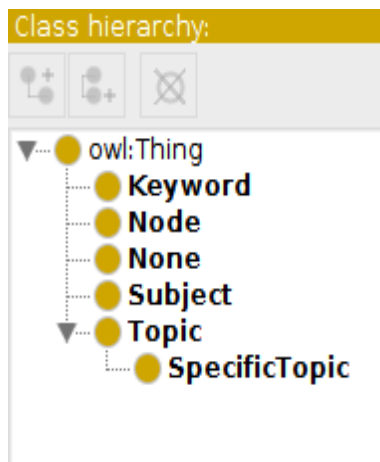 Class hierarchy:
owl:Thing
Keyword
Node
None
Subject
Topic
SpecificTopic